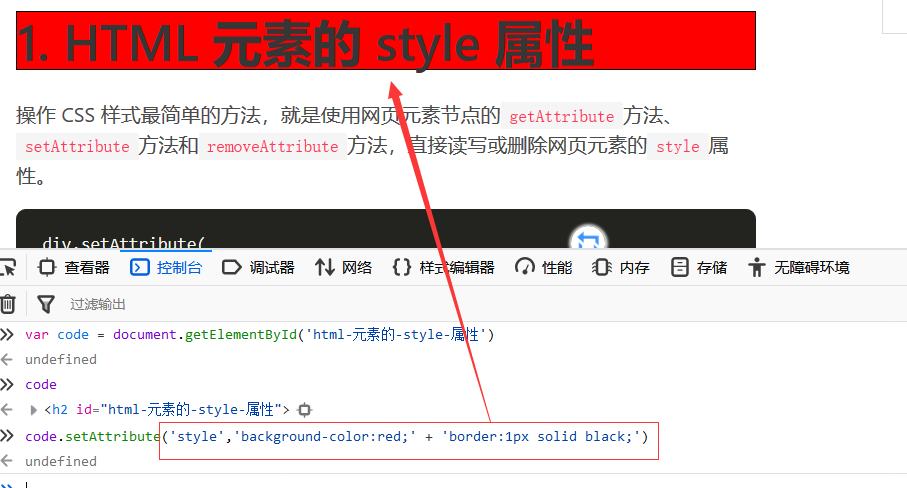 1. HTML 元素的 style 属性
操作 CSS 样式最简单的方法，就是使用网页元素节点的 getAttribute 方法、
setAttribute 方法和 removeAttribute 方法，直接读写或删除网页元素的 style 属
性。
div.setAttribute(
查看器 控制台 调试器 网络 样式编辑器 性能 内存 存储 无障碍环境
过滤输出
var code = document.getElementById('html-元素的-style-属性')
undefined
code
<h2 id="html-元素的-style-属性">
code.setAttribute('style','background-color:red;' + 'border:1px solid black;')
undefined